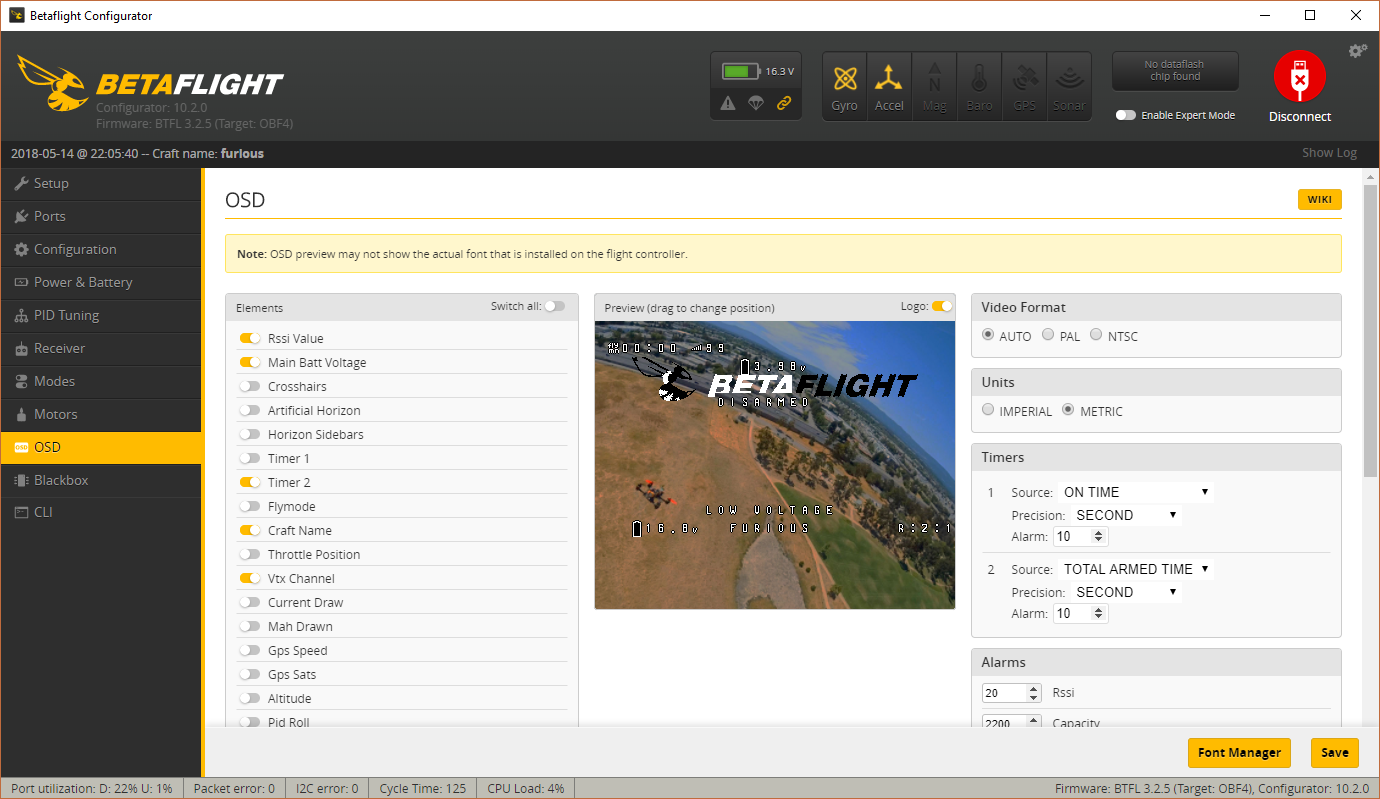 Betaflight Configurator
BETAFLIGHT
Configurator: 10.2.0
Firmware: BTFL 3.2.5 (Target: OBF4)
16.3 V
Gyro Accel Mag Baro GPS Sonar
No dataflash
chip found
Enable Expert Mode
Disconnect
2018-05-14 @ 22:05:40 -- Craft name: furious
Show Log
Setup
Ports
Configuration
Power & Battery
PID Tuning
Receiver
Modes
Motors
OSD
Blackbox
CLI
OSD
WIKI
Note: OSD preview may not show the actual font that is installed on the flight controller.
Elements
Switch all:
Rssi Value
Main Batt Voltage
Crosshairs
Artificial Horizon
Horizon Sidebars
Timer 1
Timer 2
Flymode
Craft Name
Throttle Position
Vtx Channel
Current Draw
Mah Drawn
Gps Speed
Gps Sats
Altitude
Pid Roll
Preview (drag to change position)
Logo:
FLY
MN 00:00 99
3.98V
BETAFLIGHT
DISARMED
LOW VOLTAGE
16.8V FURIOUS R:2:1
Video Format
AUTO PAL NTSC
Units
IMPERIAL METRIC
Timers
1 Source: ON TIME
Precision: SECOND
Alarm: 10
2 Source: TOTAL ARMED TIME
Precision: SECOND
Alarm: 10
Alarms
20 Rssi
2200 Capacity
Font Manager
Save
Port utilization: D: 22% U: 1%
Packet error: 0
I2C error: 0
Cycle Time: 125
CPU Load: 4%
Firmware: BTFL 3.2.5 (Target: OBF4), Configurator: 10.2.0